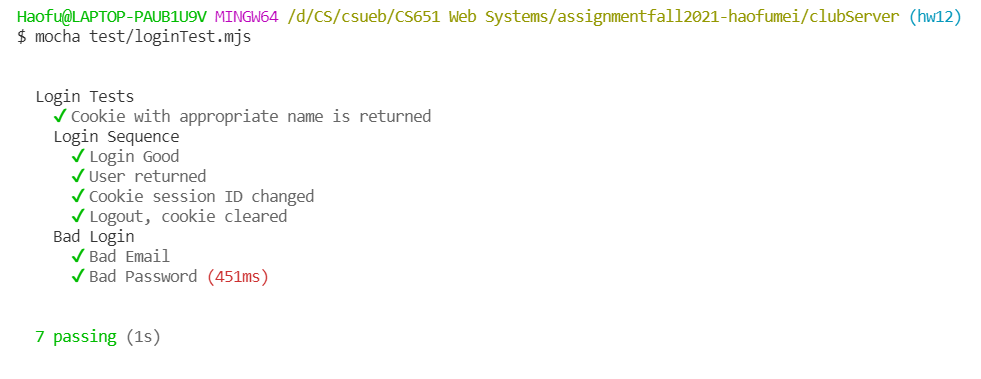 Haofu@LAPTOP-PAUB1U9V MINGW64 /d/CS/csueb/CS651 Web Systems/assignmentfall2021-haofumei/clubServer (hw12)
$ mocha test/loginTest.mjs
Login Tests
✓ Cookie with appropriate name is returned
Login Sequence
✓ Login Good
✓ User returned
✓ Cookie session ID changed
✓ Logout, cookie cleared
Bad Login
✓ Bad Email
✓ Bad Password (451ms)
7 passing (1s)